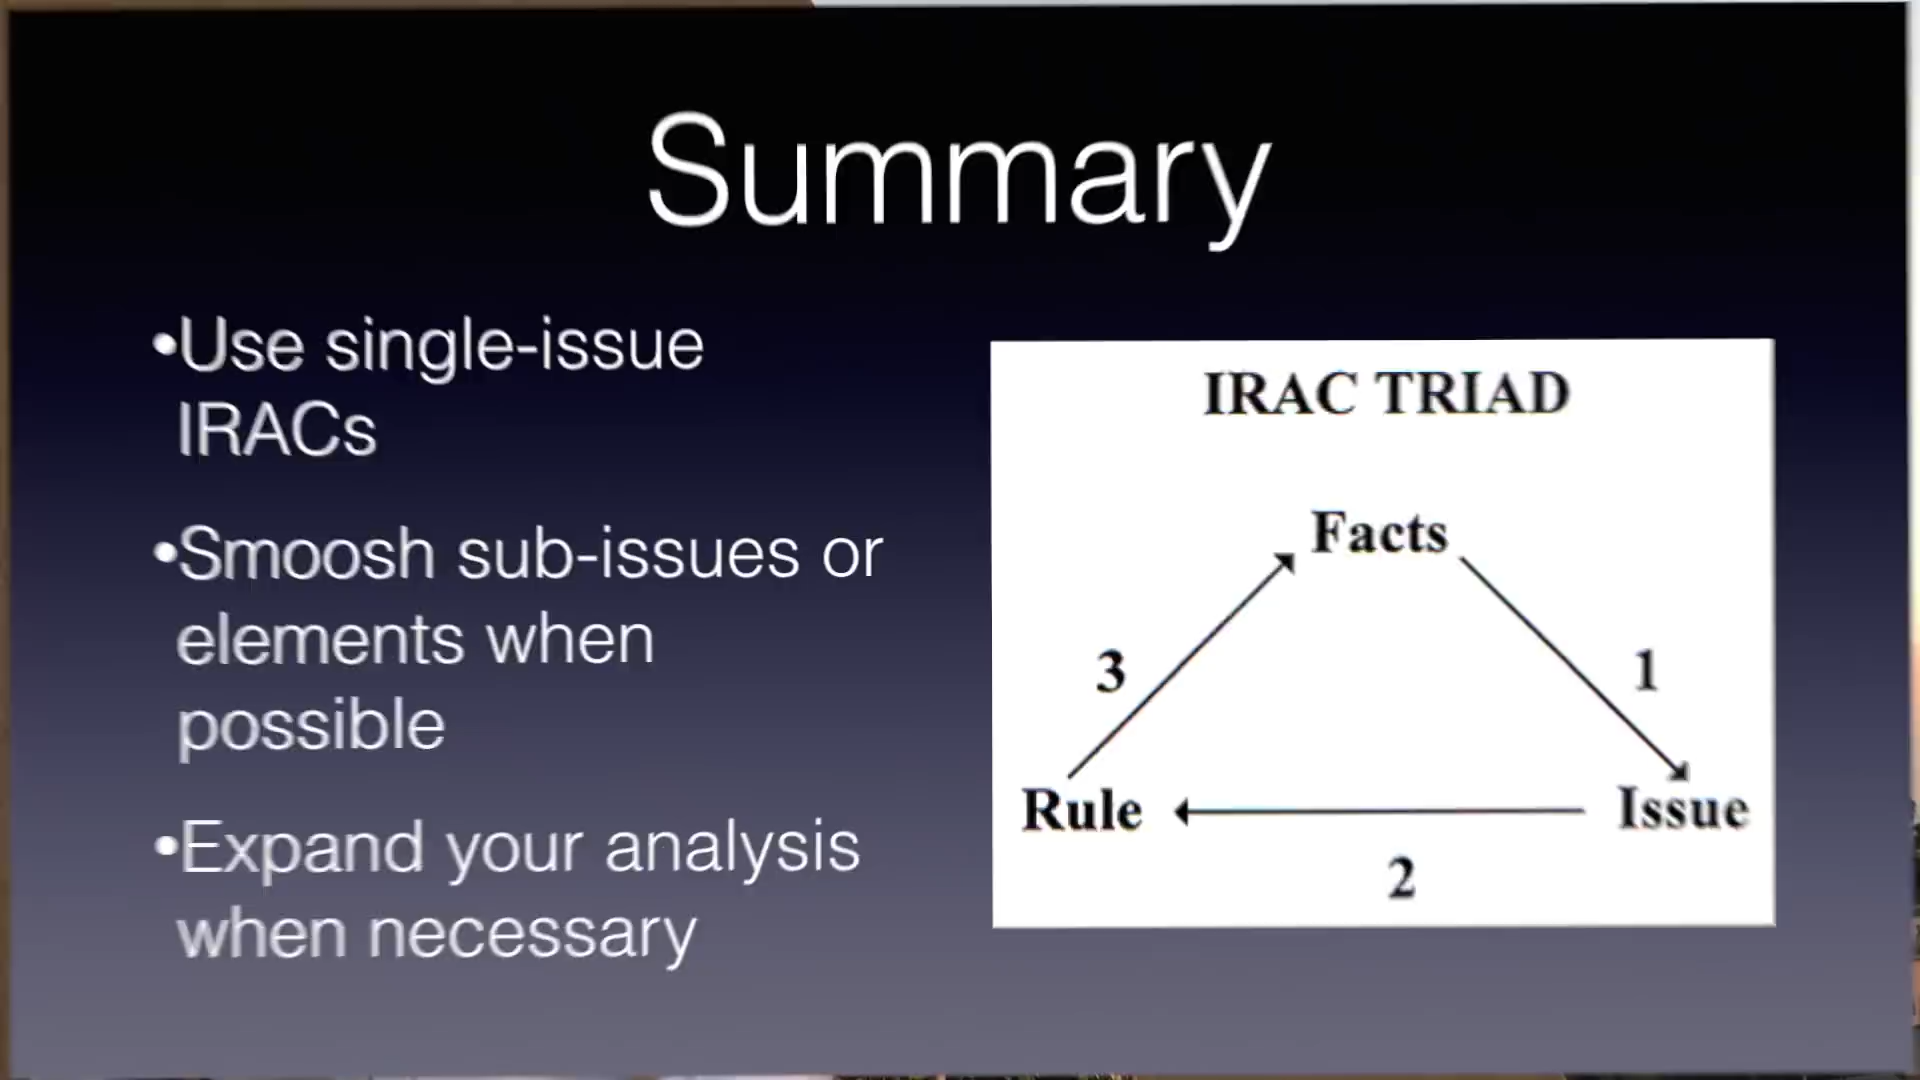 Summary
•Use single-issue
IRACs
•Smoosh sub-issues or
elements when
possible
•Expand your analysis
when necessary
IRAC TRIAD
Facts
3
1
Rule
Issue
2